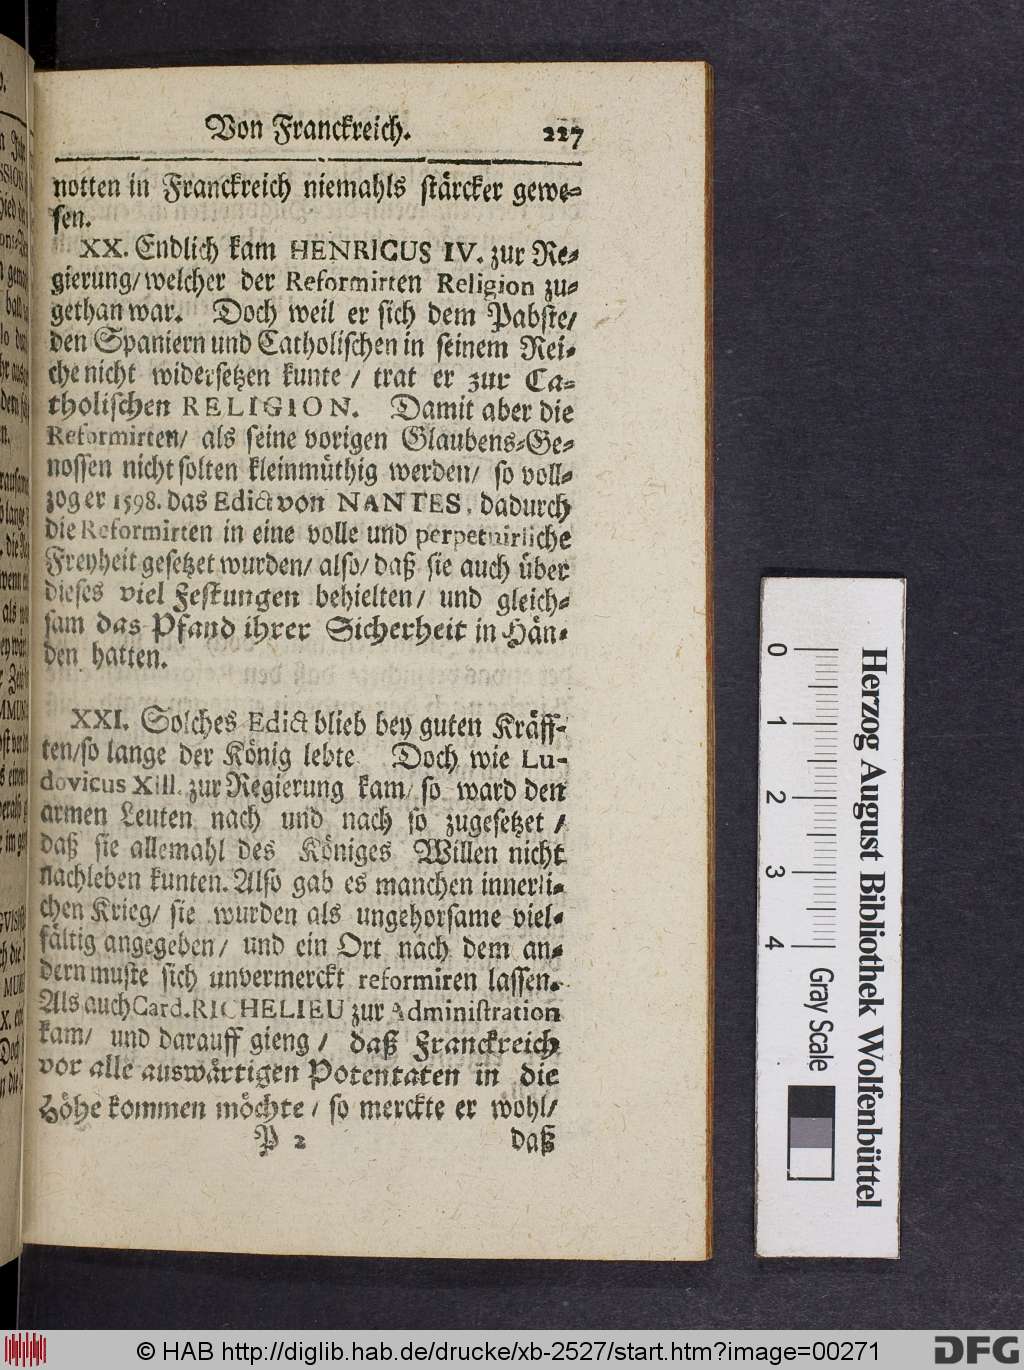 Von Franckreich. 227
notten in Franckreich niemahls stärcker gewe-
sen.
XX. Endlich kam HENRICUS IV. zur Re-
gierung/ welcher der Reformirten Religion zu-
gethan war. Doch weil er sich dem Pabste/
den Spaniern und Catholischen in seinem Rei-
che nicht widersetzen kunte / trat er zur Ca-
tholischen RELIGION. Damit aber die
Reformirten/ als seine vorigen Glaubens-Ge-
nossen nicht solten kleinmüthig werden/ so voll-
zog er 1598. das Edict von NANTES, dadurch
die Reformirten in eine volle und perpetuirliche
Freyheit gesetzet wurden/ also/ daß sie auch über
dieses viel Festungen behielten/ und gleich-
sam das Pfand ihrer Sicherheit in Hän-
den hatten.
XXI. Solches Edict blieb bey guten Kräff-
ten/so lange der König lebte Doch wie Lu-
dovicus XIII. zur Regierung kam/ so ward den
armen Leuten nach und nach so zugesetzet /
daß sie allemahl des Königes Willen nicht
nachleben kunten. Also gab es manchen innerli-
chen Krieg/ sie wurden als ungehorsame viel-
fältig angegeben/ und ein Ort nach dem an-
dern muste sich unvermerckt reformiren lassen.
Als auch Card. RICHELIEU zur Administration
kam/ und darauff gieng / daß Franckreich
vor alle auswärtigen Potentaten in die
Höhe kommen möchte / so merckte er wohl/
P 2 daß
0 1 2 3 4
Gray Scale
Herzog August Bibliothek Wolfenbüttel
© HAB http://diglib.hab.de/drucke/xb-2527/start.htm?image=00271
DFG